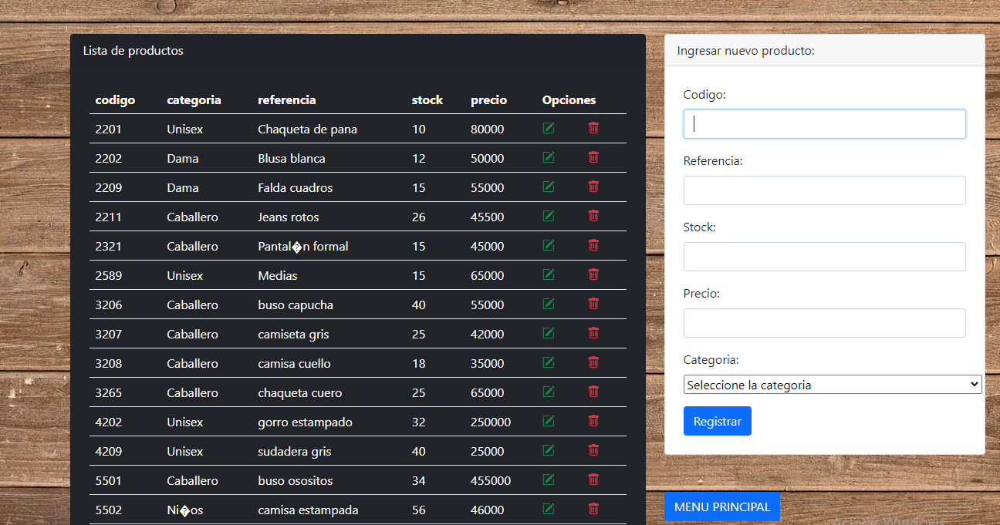 Lista de productos
codigo categoria referencia stock precio Opciones
2201 Unisex Chaqueta de pana 10 80000
2202 Dama Blusa blanca 12 50000
2209 Dama Falda cuadros 15 55000
2211 Caballero Jeans rotos 26 45500
2321 Caballero Pantal�n formal 15 45000
2589 Unisex Medias 15 65000
3206 Caballero buso capucha 40 55000
3207 Caballero camiseta gris 25 42000
3208 Caballero camisa cuello 18 35000
3265 Caballero chaqueta cuero 25 65000
4202 Unisex gorro estampado 32 250000
4209 Unisex sudadera gris 40 25000
5501 Caballero buso ososito​s 34 455000
5502 Ni�os camisa estampada 56 46000
Ingresar nuevo producto:
Codigo:
Referencia:
Stock:
Precio:
Categoria:
Seleccione la categoria
Registrar
MENU PRINCIPAL